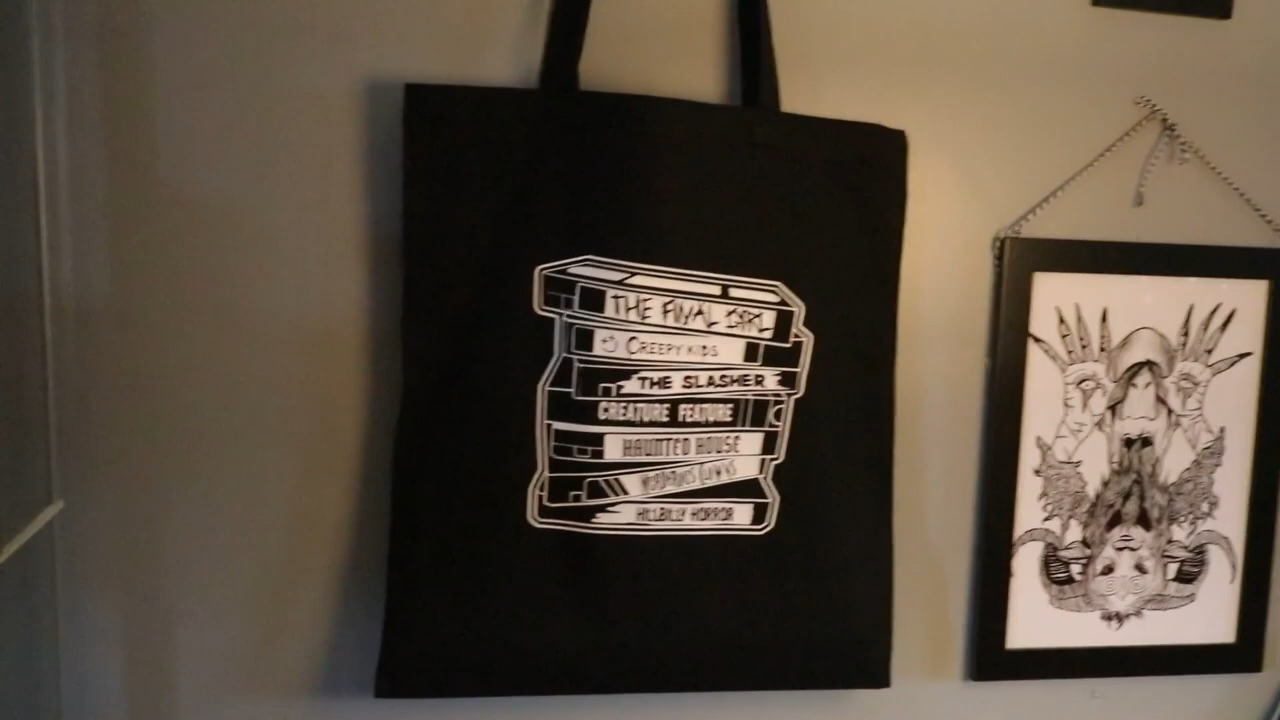 THE FINAL GIRL
CREEPY KIDS
THE SLASHER
CREATURE FEATURE
HAUNTED HOUSE
HILLBILLY HORROR